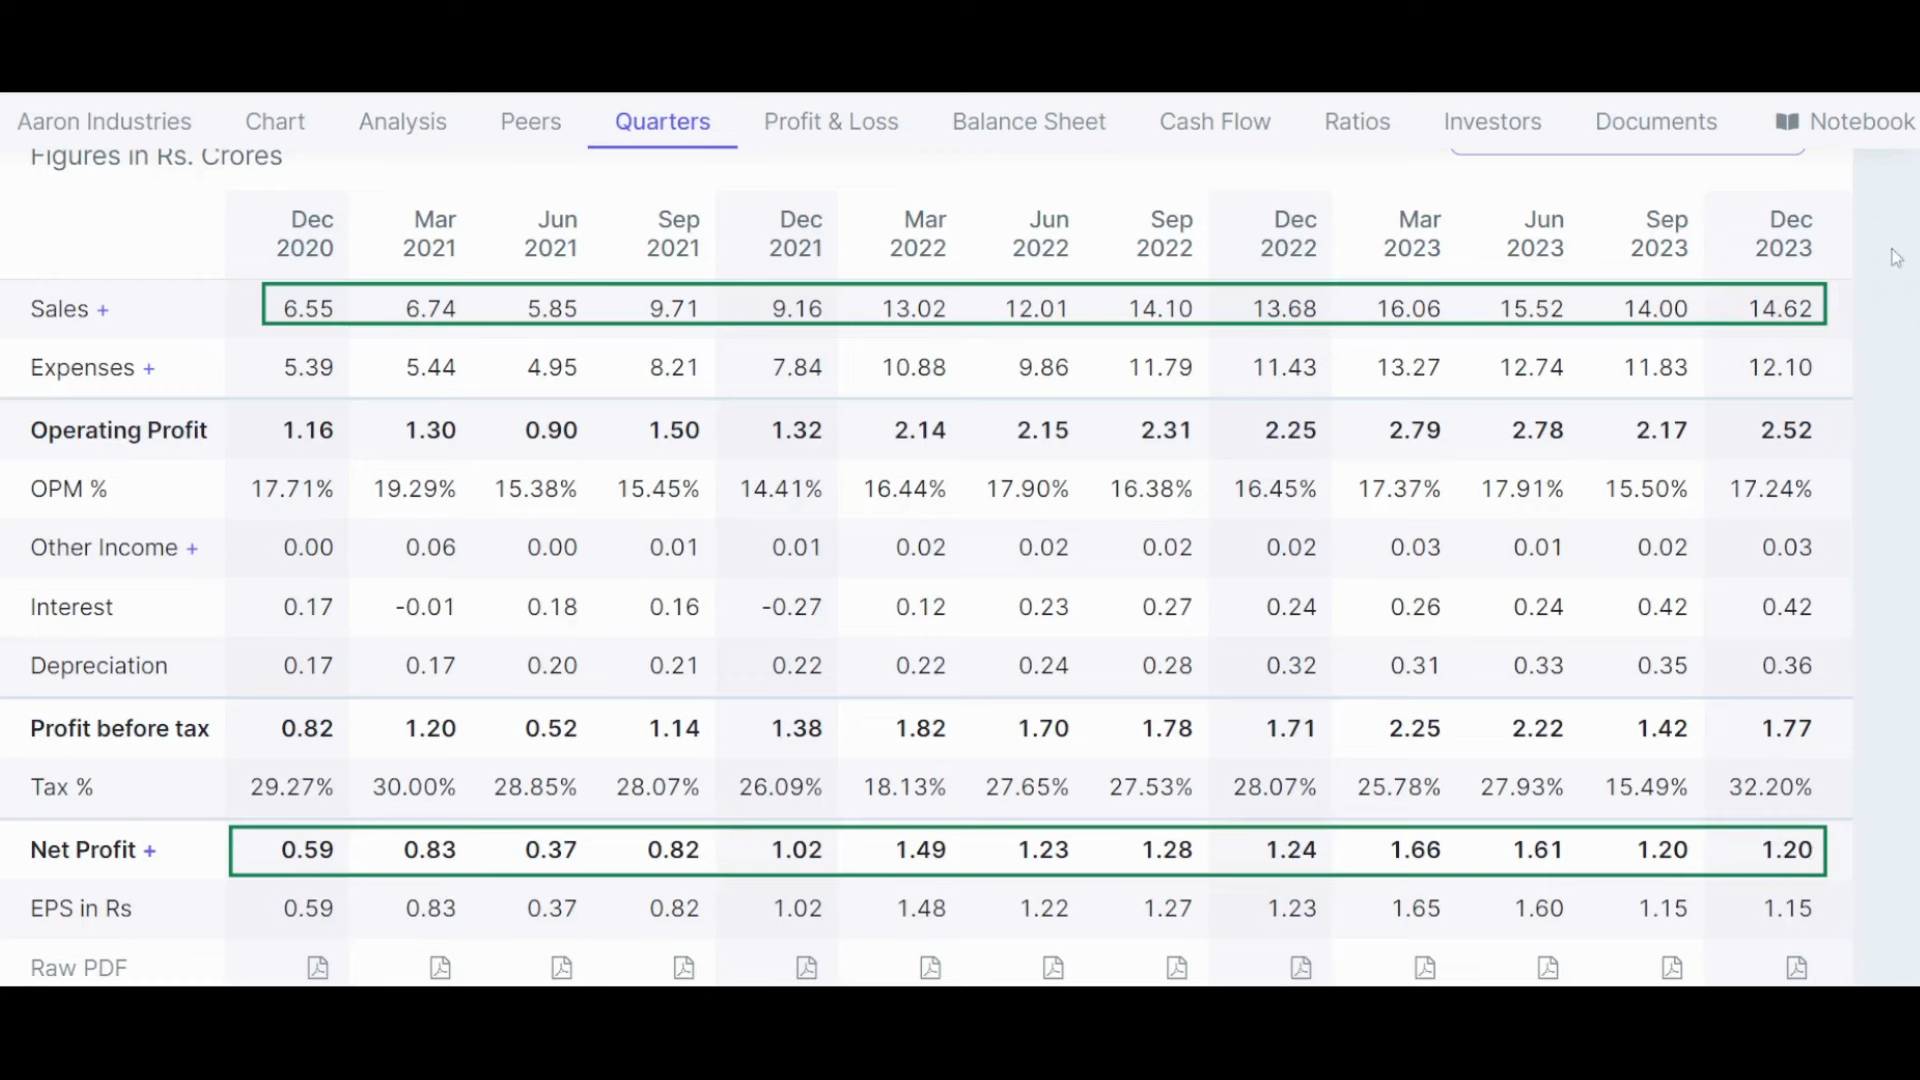 Aaron Industries Chart Analysis Peers Quarters Profit & Loss Balance Sheet Cash Flow Ratios Investors Documents Notebook
Figures in Rs. Crores
Dec 2020 Mar 2021 Jun 2021 Sep 2021 Dec 2021 Mar 2022 Jun 2022 Sep 2022 Dec 2022 Mar 2023 Jun 2023 Sep 2023 Dec 2023
Sales + 6.55 6.74 5.85 9.71 9.16 13.02 12.01 14.10 13.68 16.06 15.52 14.00 14.62
Expenses + 5.39 5.44 4.95 8.21 7.84 10.88 9.86 11.79 11.43 13.27 12.74 11.83 12.10
Operating Profit 1.16 1.30 0.90 1.50 1.32 2.14 2.15 2.31 2.25 2.79 2.78 2.17 2.52
OPM % 17.71% 19.29% 15.38% 15.45% 14.41% 16.44% 17.90% 16.38% 16.45% 17.37% 17.91% 15.50% 17.24%
Other Income + 0.00 0.06 0.00 0.01 0.01 0.02 0.02 0.02 0.02 0.03 0.01 0.02 0.03
Interest 0.17 -0.01 0.18 0.16 -0.27 0.12 0.23 0.27 0.24 0.26 0.24 0.42 0.42
Depreciation 0.17 0.17 0.20 0.21 0.22 0.22 0.24 0.28 0.32 0.31 0.33 0.35 0.36
Profit before tax 0.82 1.20 0.52 1.14 1.38 1.82 1.70 1.78 1.71 2.25 2.22 1.42 1.77
Tax % 29.27% 30.00% 28.85% 28.07% 26.09% 18.13% 27.65% 27.53% 28.07% 25.78% 27.93% 15.49% 32.20%
Net Profit + 0.59 0.83 0.37 0.82 1.02 1.49 1.23 1.28 1.24 1.66 1.61 1.20 1.20
EPS in Rs 0.59 0.83 0.37 0.82 1.02 1.48 1.22 1.27 1.23 1.65 1.60 1.15 1.15
Raw PDF